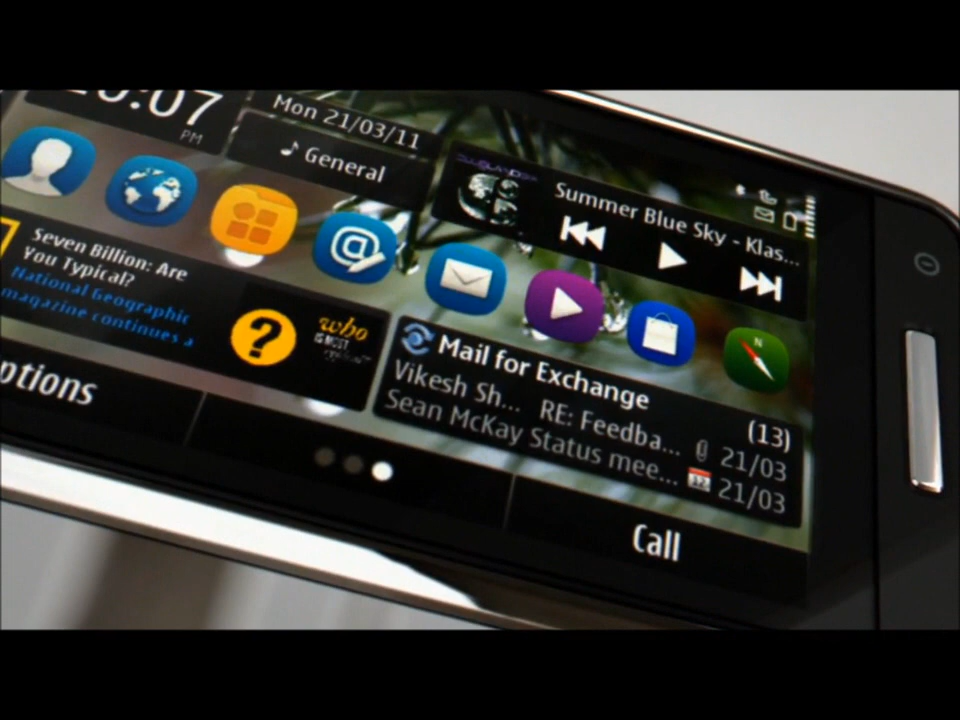 :07
PM
Mon 21/03/11
General
Summer Blue Sky - Klas...
Seven Billion: Are
You Typical?
National Geographic
magazine continues a
?
who
N
Mail for Exchange
(13)
Vikesh Sh... RE: Feedba... 21/03
Sean McKay Status mee... 12 21/03
ptions
Call